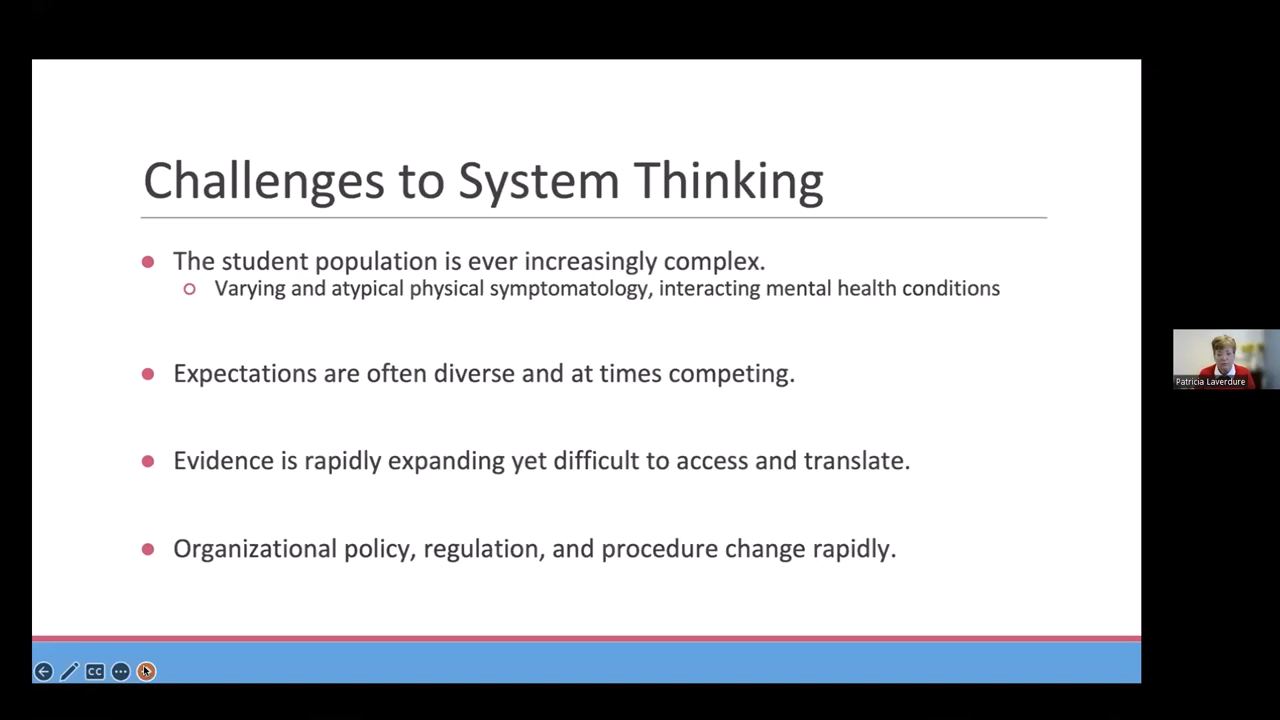 Challenges to System Thinking
The student population is ever increasingly complex.
Varying and atypical physical symptomatology, interacting mental health conditions
Expectations are often diverse and at times competing.
Evidence is rapidly expanding yet difficult to access and translate.
Organizational policy, regulation, and procedure change rapidly.
CC
Patricia Laverdure